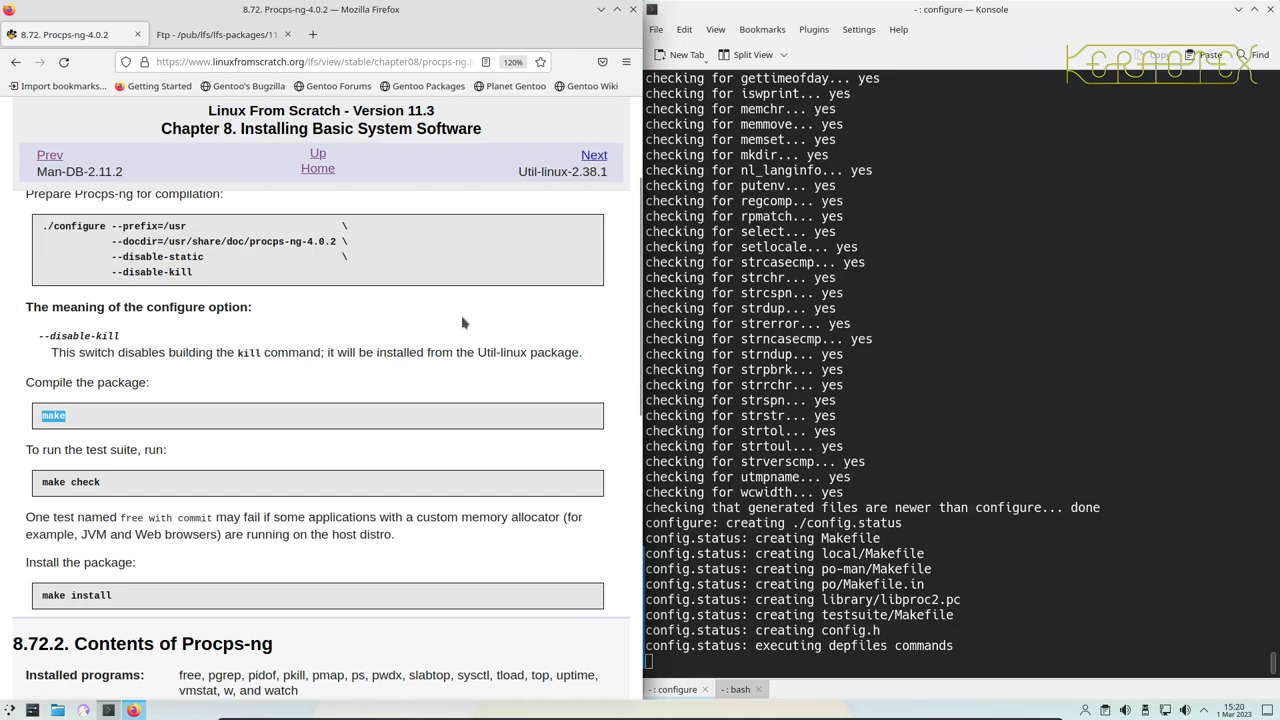 8.72. Procps-ng-4.0.2 — Mozilla Firefox
8.72. Procps-ng-4.0.2
Ftp - /pub/lfs/lfs-packages/11.
https://www.linuxfromscratch.org/lfs/view/stable/chapter08/procps
120%
Import bookmarks...
Getting Started
Gentoo's Bugzilla
Gentoo Forums
Gentoo Packages
Planet Gentoo
Gentoo Wiki
Linux From Scratch - Version 11.3
Chapter 8. Installing Basic System Software
Prev
Up
Next
Man-DB-2.11.2
Home
Util-linux-2.38.1
Prepare Procps-ng for compilation:
./configure --prefix=/usr \
--docdir=/usr/share/doc/procps-ng-4.0.2 \
--disable-static \
--disable-kill
The meaning of the configure option:
--disable-kill
This switch disables building the kill command; it will be installed from the Util-linux package.
Compile the package:
make
To run the test suite, run:
make check
One test named free with commit may fail if some applications with a custom memory allocator (for
example, JVM and Web browsers) are running on the host distro.
Install the package:
make install
8.72.2. Contents of Procps-ng
Installed programs: free, pgrep, pidof, pkill, pmap, ps, pwdx, slabtop, sysctl, tload, top, uptime,
vmstat, w, and watch
- : configure — Konsole
File Edit View Bookmarks Plugins Settings Help
New Tab
Split View
Copy
Paste
Find
KERNOTEX
checking for gettimeofday... yes
checking for iswprint... yes
checking for memchr... yes
checking for memmove... yes
checking for memset... yes
checking for mkdir... yes
checking for nl_langinfo... yes
checking for putenv... yes
checking for regcomp... yes
checking for rpmatch... yes
checking for select... yes
checking for setlocale... yes
checking for strcasecmp... yes
checking for strchr... yes
checking for strcspn... yes
checking for strdup... yes
checking for strerror... yes
checking for strncasecmp... yes
checking for strndup... yes
checking for strpbrk... yes
checking for strrchr... yes
checking for strspn... yes
checking for strstr... yes
checking for strtol... yes
checking for strtoul... yes
checking for strverscmp... yes
checking for utmpname... yes
checking for wcwidth... yes
checking that generated files are newer than configure... done
configure: creating ./config.status
config.status: creating Makefile
config.status: creating local/Makefile
config.status: creating po-man/Makefile
config.status: creating po/Makefile.in
config.status: creating library/libproc2.pc
config.status: creating testsuite/Makefile
config.status: creating config.h
config.status: executing depfiles commands
- : configure
- : bash
15:20
1 Mar 2023